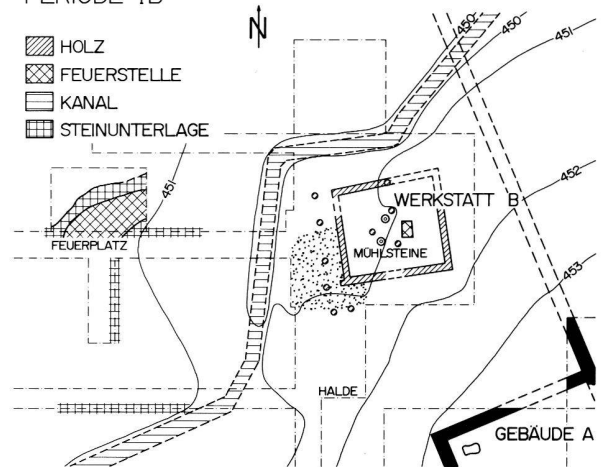 N
HOLZ
FEUERSTELLE
KANAL
STEINUNTERLAGE
450
450
451
451
452
453
WERKSTATT B
MÜHLSTEINE
FEUERPLATZ
HALDE
GEBÄUDE A